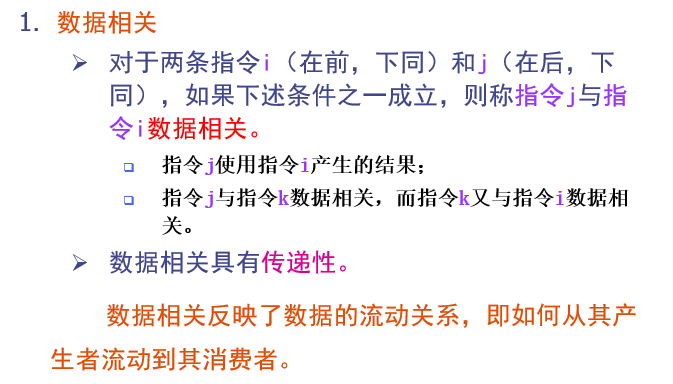 1. 数据相关
➢ 对于两条指令i（在前，下同）和j（在后，下
同），如果下述条件之一成立，则称指令j与指
令i数据相关。
❑ 指令j使用指令i产生的结果；
❑ 指令j与指令k数据相关，而指令k又与指令i数据相
关。
➢ 数据相关具有传递性。
数据相关反映了数据的流动关系，即如何从其产
生者流动到其消费者。